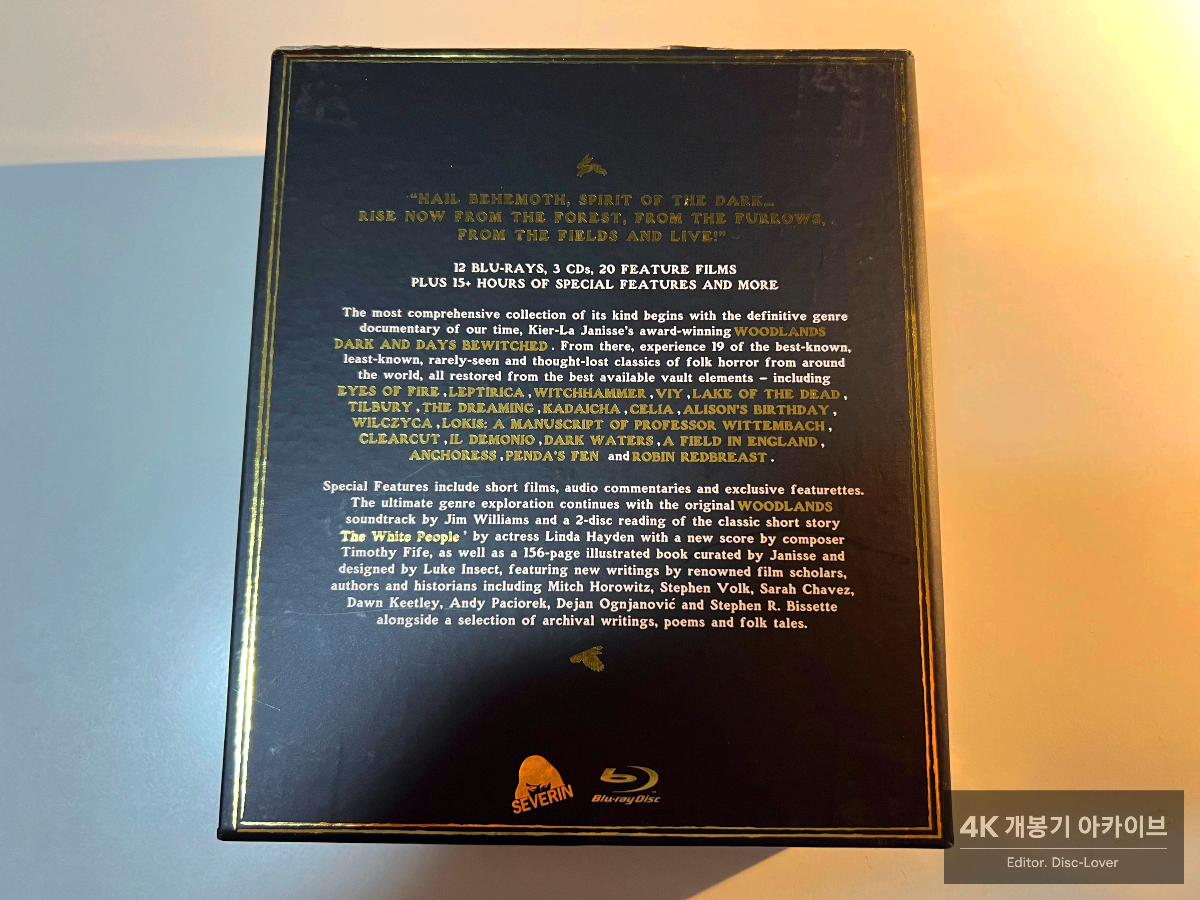 “HAIL BEHEMOTH, SPIRIT OF THE DARK...
RISE NOW FROM THE FOREST, FROM THE FURROWS,
FROM THE FIELDS AND LIVE!”
12 BLU-RAYS, 3 CDs, 20 FEATURE FILMS
PLUS 15+ HOURS OF SPECIAL FEATURES AND MORE
The most comprehensive collection of its kind begins with the definitive genre
documentary of our time, Kier-La Janisse's award-winning WOODLANDS
DARK AND DAYS BEWITCHED. From there, experience 19 of the best-known,
least-known, rarely-seen and thought-lost classics of folk horror from around
the world, all restored from the best available vault elements – including
EYES OF FIRE, LEPTIRICA, WITCHHAMMER, VIY, LAKE OF THE DEAD,
TILBURY, THE DREAMING, KADAICHA, CELIA, ALISON'S BIRTHDAY,
WILCZYCA, LOKIS: A MANUSCRIPT OF PROFESSOR WITTEMBACH,
CLEARCUT, IL DEMONIO, DARK WATERS, A FIELD IN ENGLAND,
ANCHORESS, PENDA'S FEN and ROBIN REDBREAST.
Special Features include short films, audio commentaries and exclusive featurettes.
The ultimate genre exploration continues with the original WOODLANDS
soundtrack by Jim Williams and a 2-disc reading of the classic short story
The White People' by actress Linda Hayden with a new score by composer
Timothy Fife, as well as a 156-page illustrated book curated by Janisse and
designed by Luke Insect, featuring new writings by renowned film scholars,
authors and historians including Mitch Horowitz, Stephen Volk, Sarah Chavez,
Dawn Keetley, Andy Paciorek, Dejan Ognjanović and Stephen R. Bissette
alongside a selection of archival writings, poems and folk tales.
SEVERIN
Blu-ray Disc
4K 개봉기 아카이브
Editor. Disc-Lover